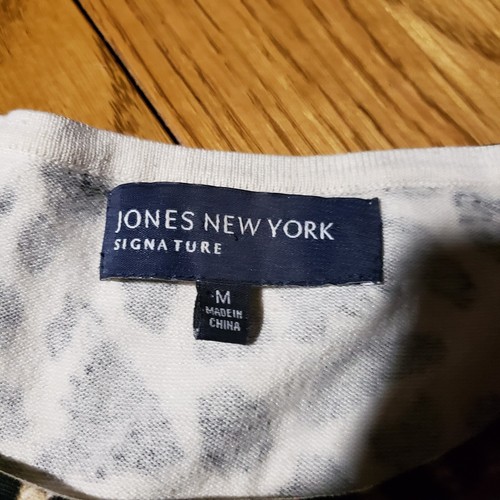 JONES NEW YORK
SIGNATURE
M
MADE IN
CHINA